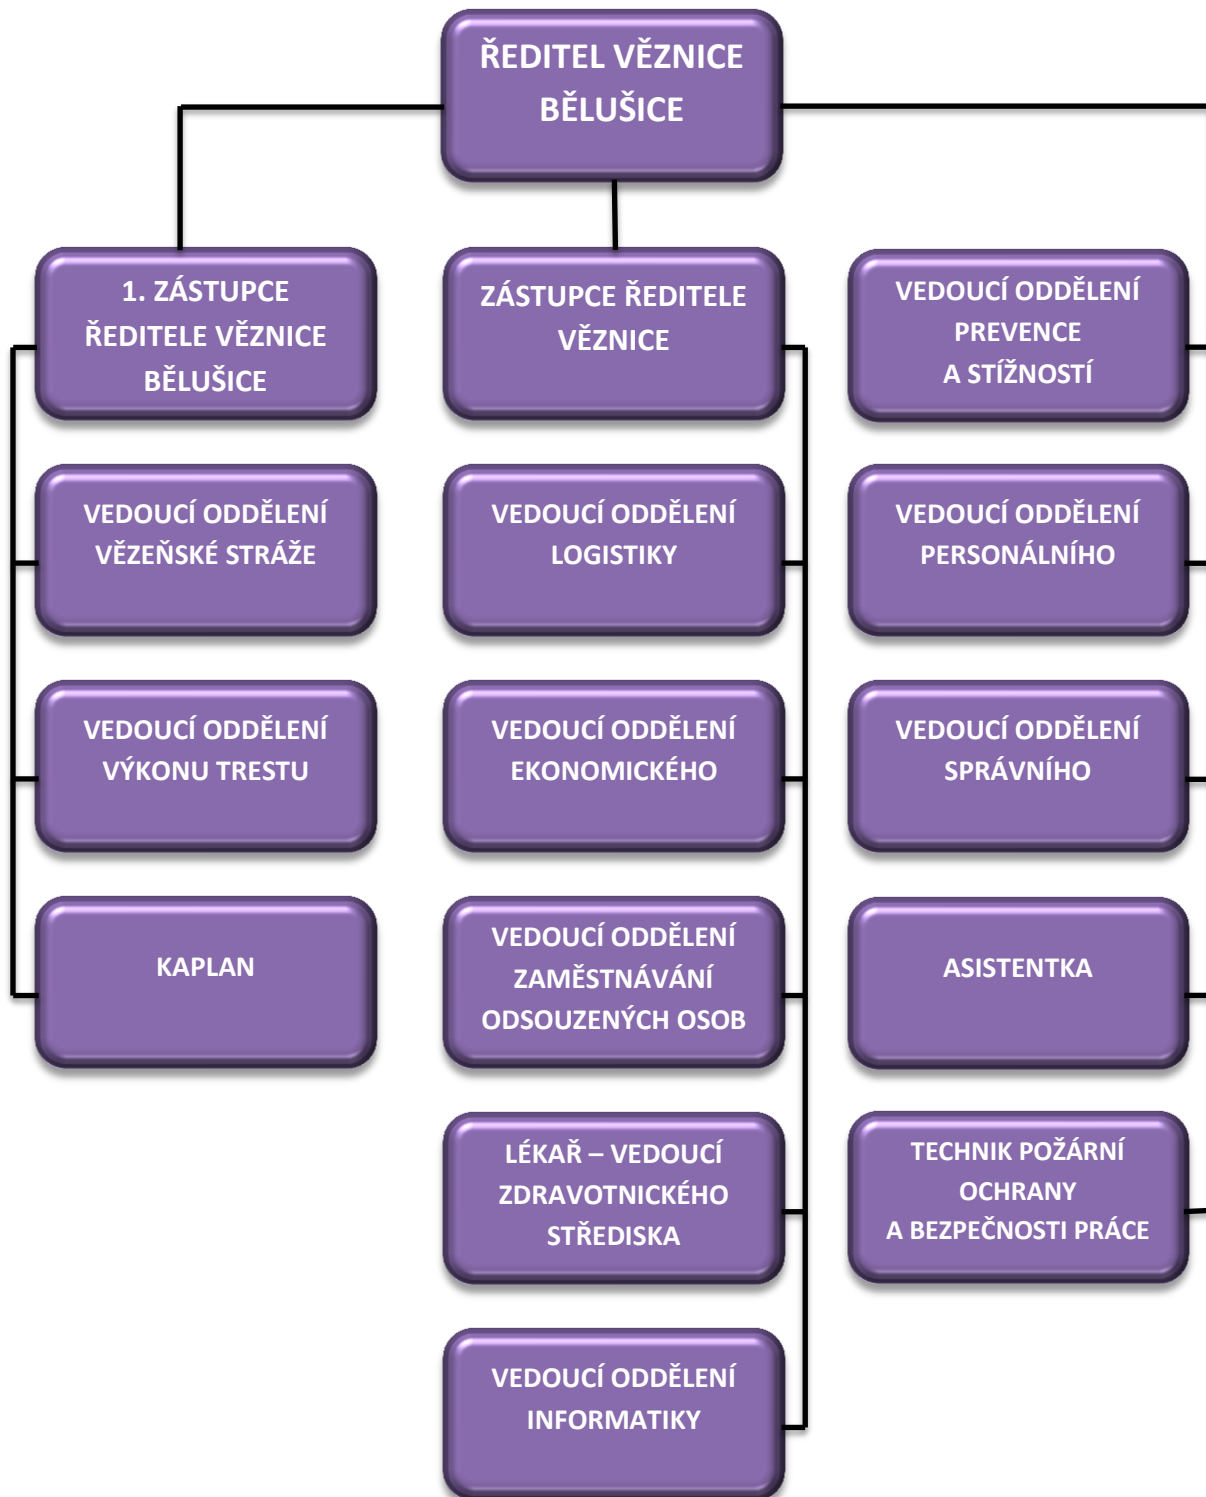 ŘEDITEL VĚZNICE
BĚLUŠICE
1. ZÁSTUPCE
ŘEDITELE VĚZNICE
BĚLUŠICE
VEDOUCÍ ODDĚLENÍ
VĚZEŇSKÉ STRÁŽE
VEDOUCÍ ODDĚLENÍ
VÝKONU TRESTU
KAPLAN
ZÁSTUPCE ŘEDITELE
VĚZNICE
VEDOUCÍ ODDĚLENÍ
LOGISTIKY
VEDOUCÍ ODDĚLENÍ
EKONOMICKÉHO
VEDOUCÍ ODDĚLENÍ
ZAMĚSTNÁVÁNÍ
ODSOUZENÝCH OSOB
LÉKAŘ – VEDOUCÍ
ZDRAVOTNICKÉHO
STŘEDISKA
VEDOUCÍ ODDĚLENÍ
INFORMATIKY
VEDOUCÍ ODDĚLENÍ
PREVENCE
A STÍŽNOSTÍ
VEDOUCÍ ODDĚLENÍ
PERSONÁLNÍHO
VEDOUCÍ ODDĚLENÍ
SPRÁVNÍHO
ASISTENTKA
TECHNIK POŽÁRNÍ
OCHRANY
A BEZPEČNOSTI PRÁCE